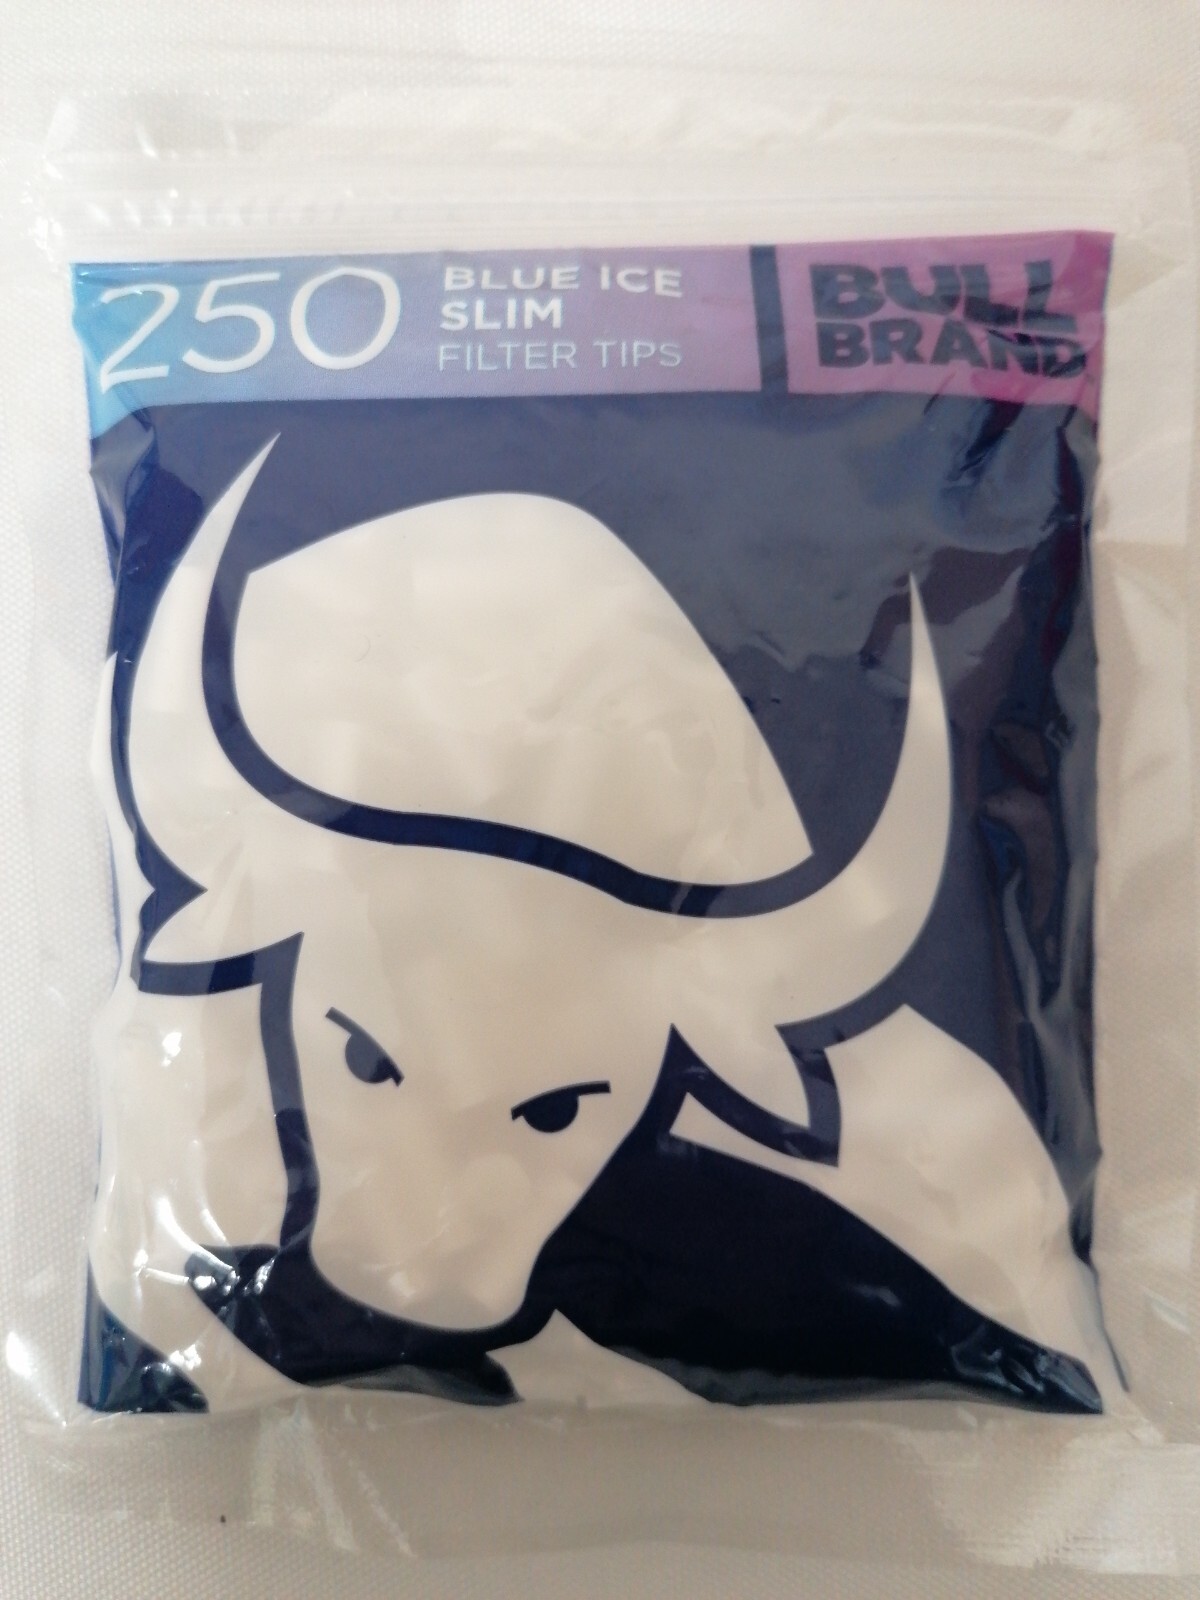 250
BLUE ICE
SLIM
FILTER TIPS
BULL
BRAND